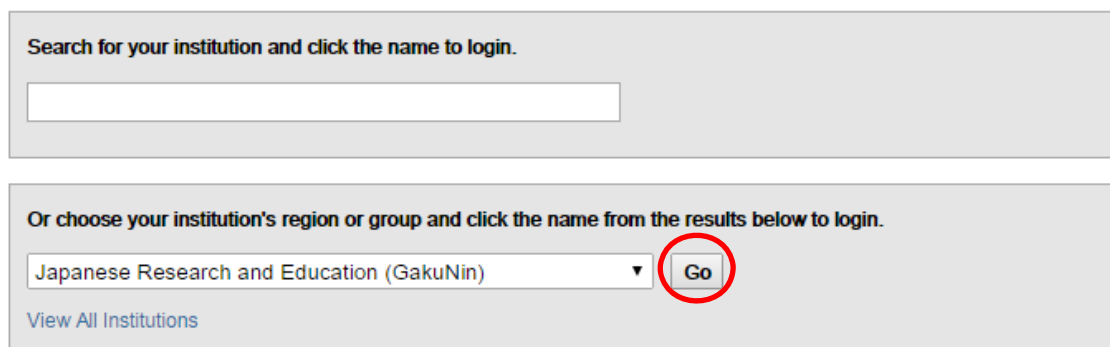 Search for your institution and click the name to login.
Or choose your institution's region or group and click the name from the results below to login.
Japanese Research and Education (GakuNin)
Go
View All Institutions